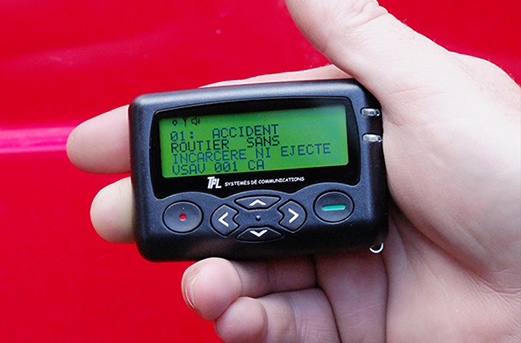 01: ACCIDENT
ROUTIER SANS
INCARCERE NI EJECTE
VSAV 001 CA
TPL SYSTÈMES DE COMMUNICATIONS